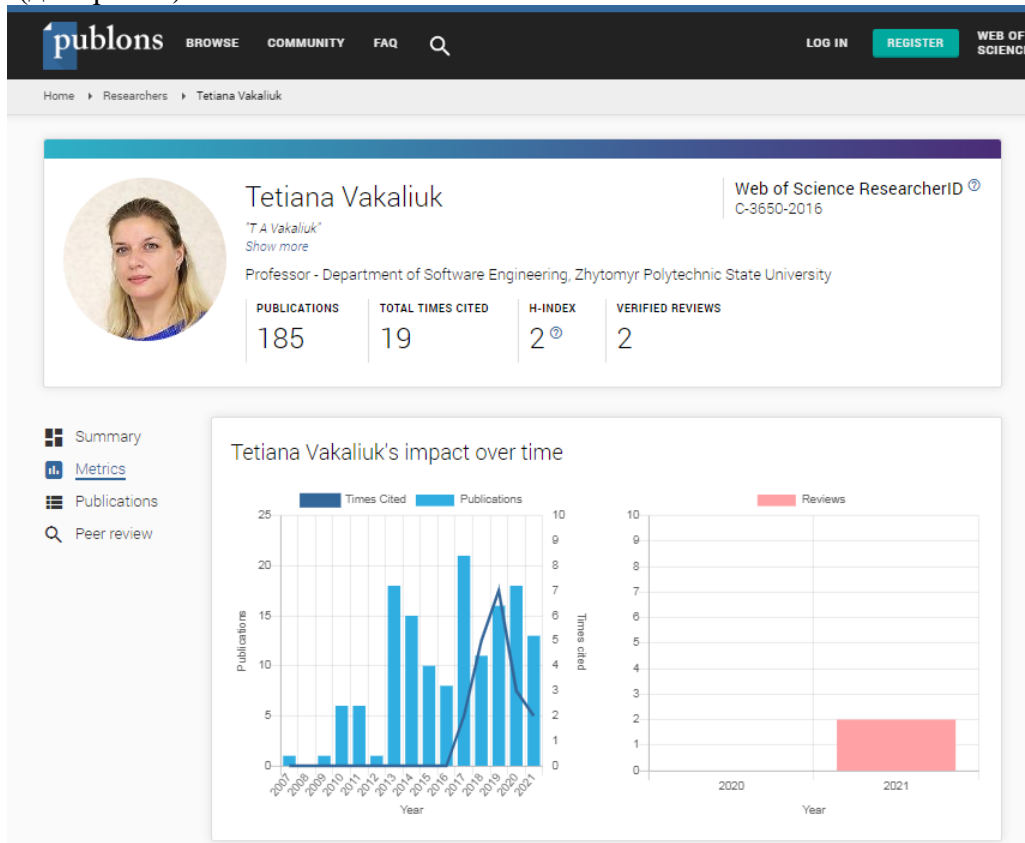 publons BROWSE COMMUNITY FAQ LOG IN REGISTER WEB OF
SCIENC
Home Researchers Tetiana Vakaliuk
Tetiana Vakaliuk
"T A Vakaliuk"
Show more
Web of Science ResearcherID
C-3650-2016
Professor - Department of Software Engineering, Zhytomyr Polytechnic State University
PUBLICATIONS TOTAL TIMES CITED H-INDEX VERIFIED REVIEWS
185 19 2 2
Summary
Metrics
Publications
Peer review
Tetiana Vakaliuk's impact over time
Times Cited Publications
25
20
15
10
5
0
Publications
10
9
8
7
6
5
4
3
2
1
0
Times cited
2007 2008 2009 2010 2011 2012 2013 2014 2015 2016 2017 2018 2019 2020 2021
Year
Reviews
10
9
8
7
6
5
4
3
2
1
0
2020 2021
Year